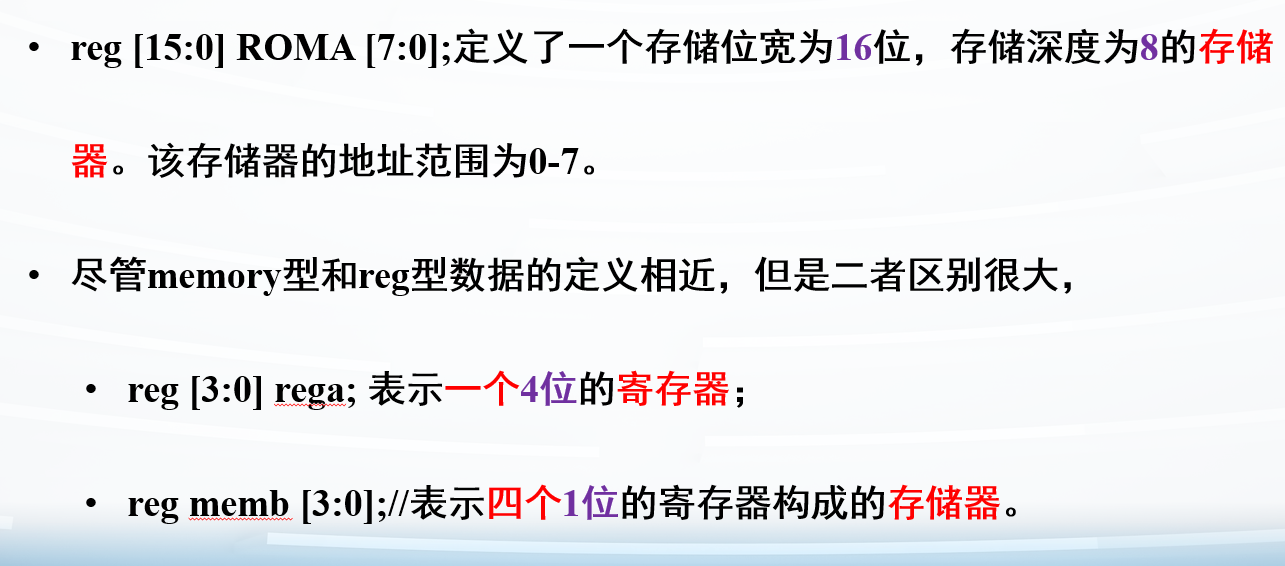 • reg [15:0] ROMA [7:0];定义了一个存储位宽为16位，存储深度为8的存储
器。该存储器的地址范围为0-7。
• 尽管memory型和reg型数据的定义相近，但是二者区别很大，
• reg [3:0] rega; 表示一个4位的寄存器；
• reg memb [3:0];//表示四个1位的寄存器构成的存储器。